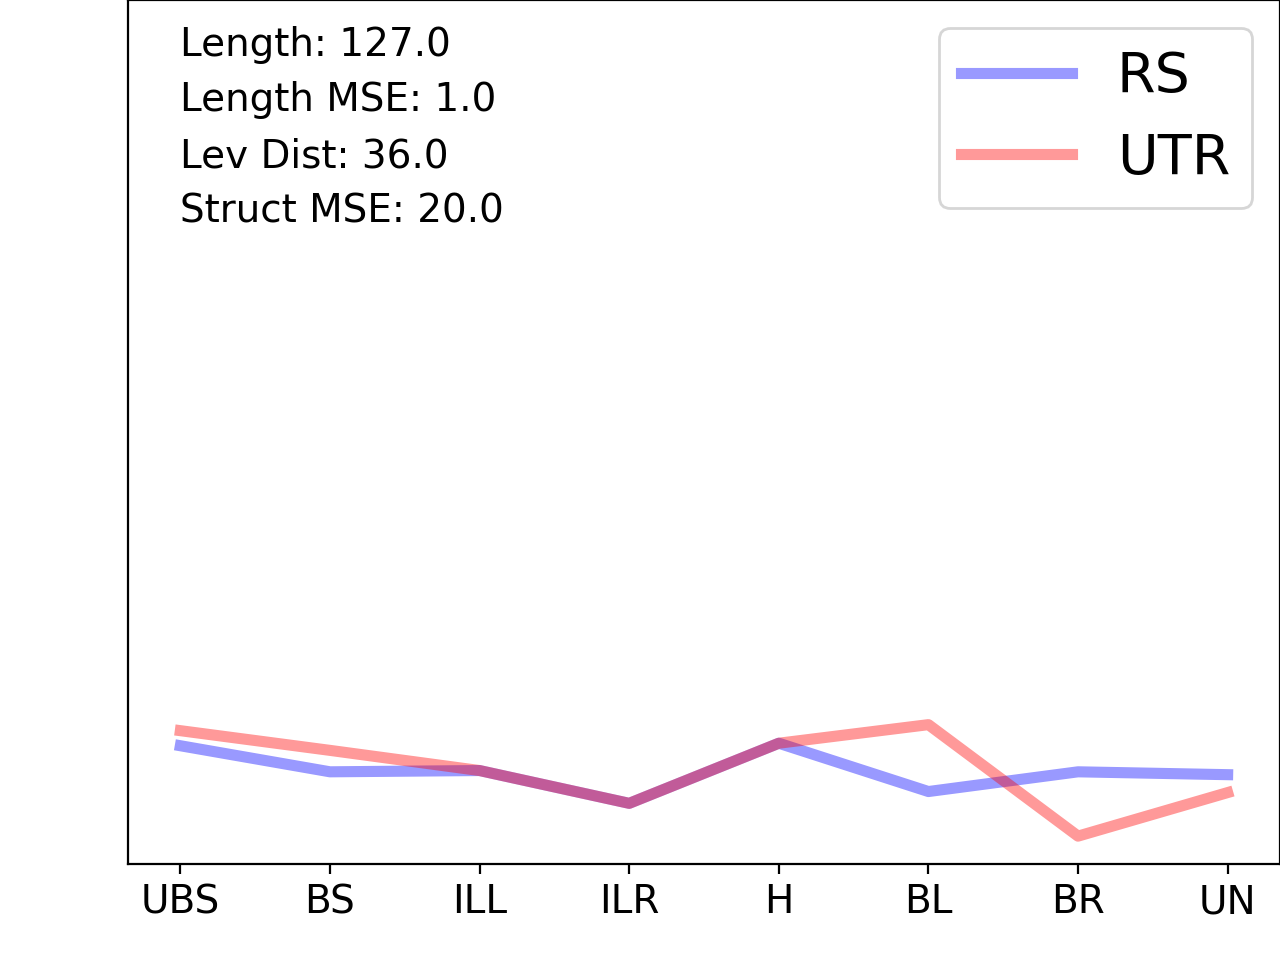 Length: 127.0
Length MSE: 1.0
Lev Dist: 36.0
Struct MSE: 20.0
RS
UTR
UBS BS ILL ILR H BL BR UN